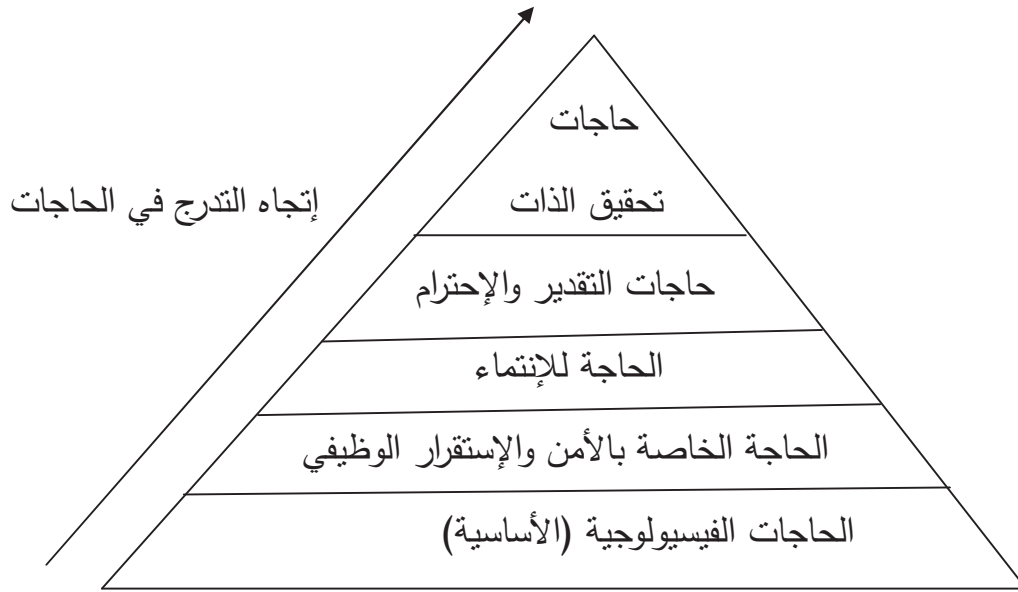 حاجات
تحقيق الذات
إتجاه التدرج في الحاجات
حاجات التقدير والإحترام
الحاجة للإنتماء
الحاجة الخاصة بالأمن والإستقرار الوظيفي
الحاجات الفيسيولوجية (الأساسية)